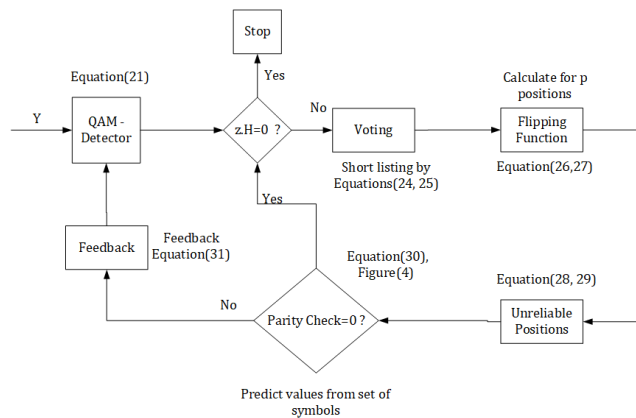 Stop
Equation(21)
Yes
Calculate for p
positions
Y
QAM -
Detector
z.H=0 ?
No
Voting
Flipping
Function
Short listing by
Equations(24, 25)
Equation(26,27)
Yes
Feedback
Feedback
Equation(31)
Equation(30),
Figure(4)
Equation(28, 29)
No
Parity Check=0 ?
Unreliable
Positions
Predict values from set of
symbols